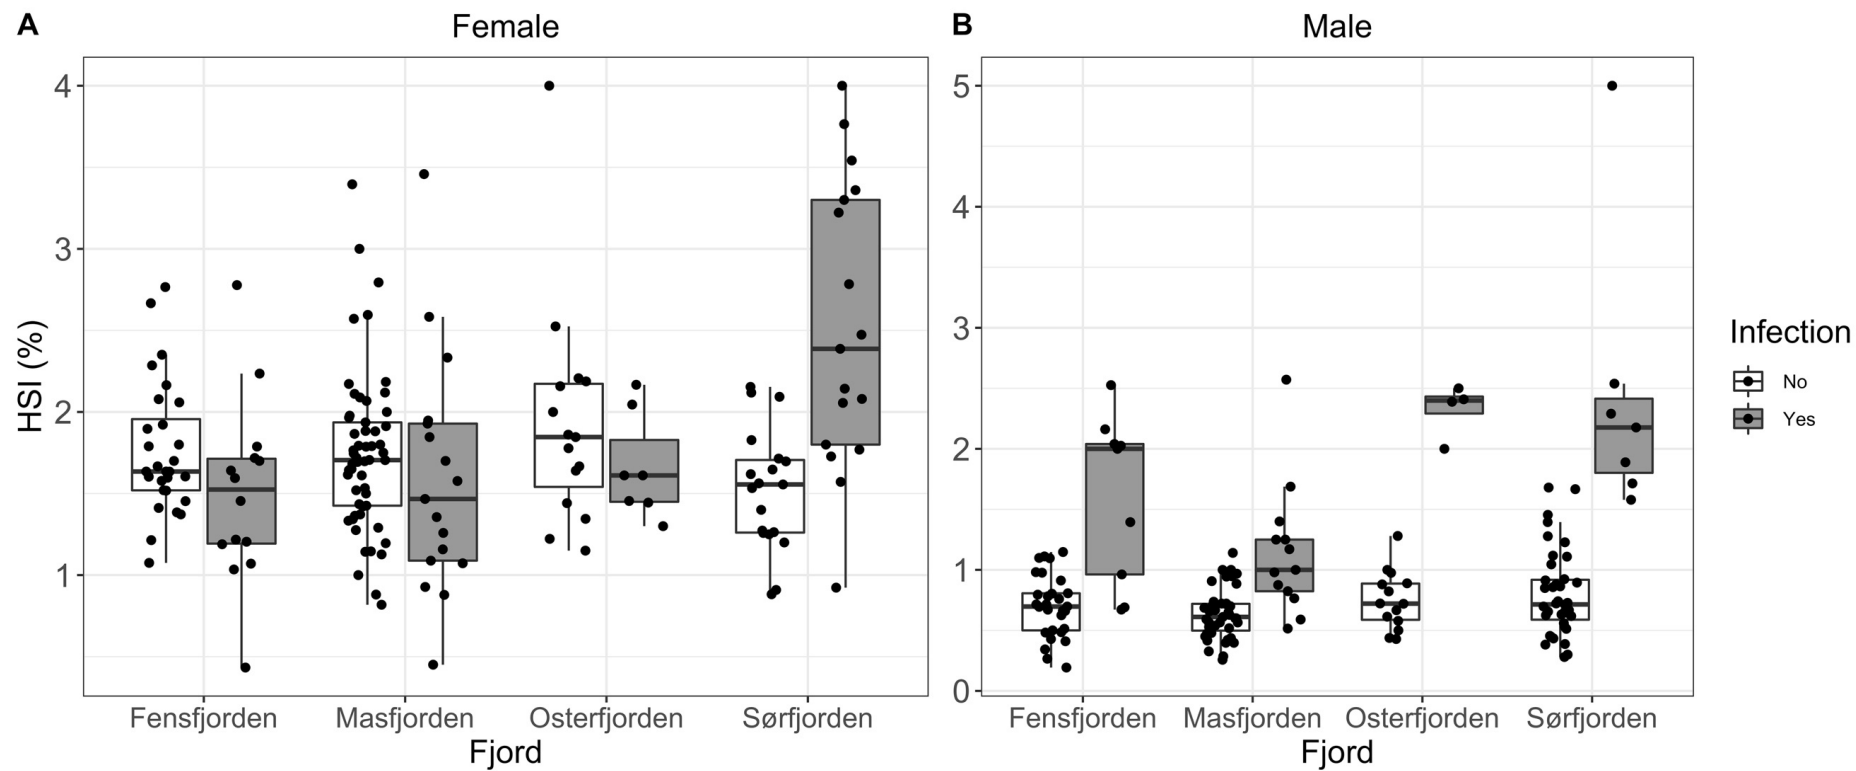 A
Female
HSI (%)
4
3
2
1
Fensfjorden
Masfjorden
Osterfjorden
Sørfjorden
Fjord
B
Male
5
4
3
2
1
0
Fensfjorden
Masfjorden
Osterfjorden
Sørfjorden
Fjord
Infection
No
Yes